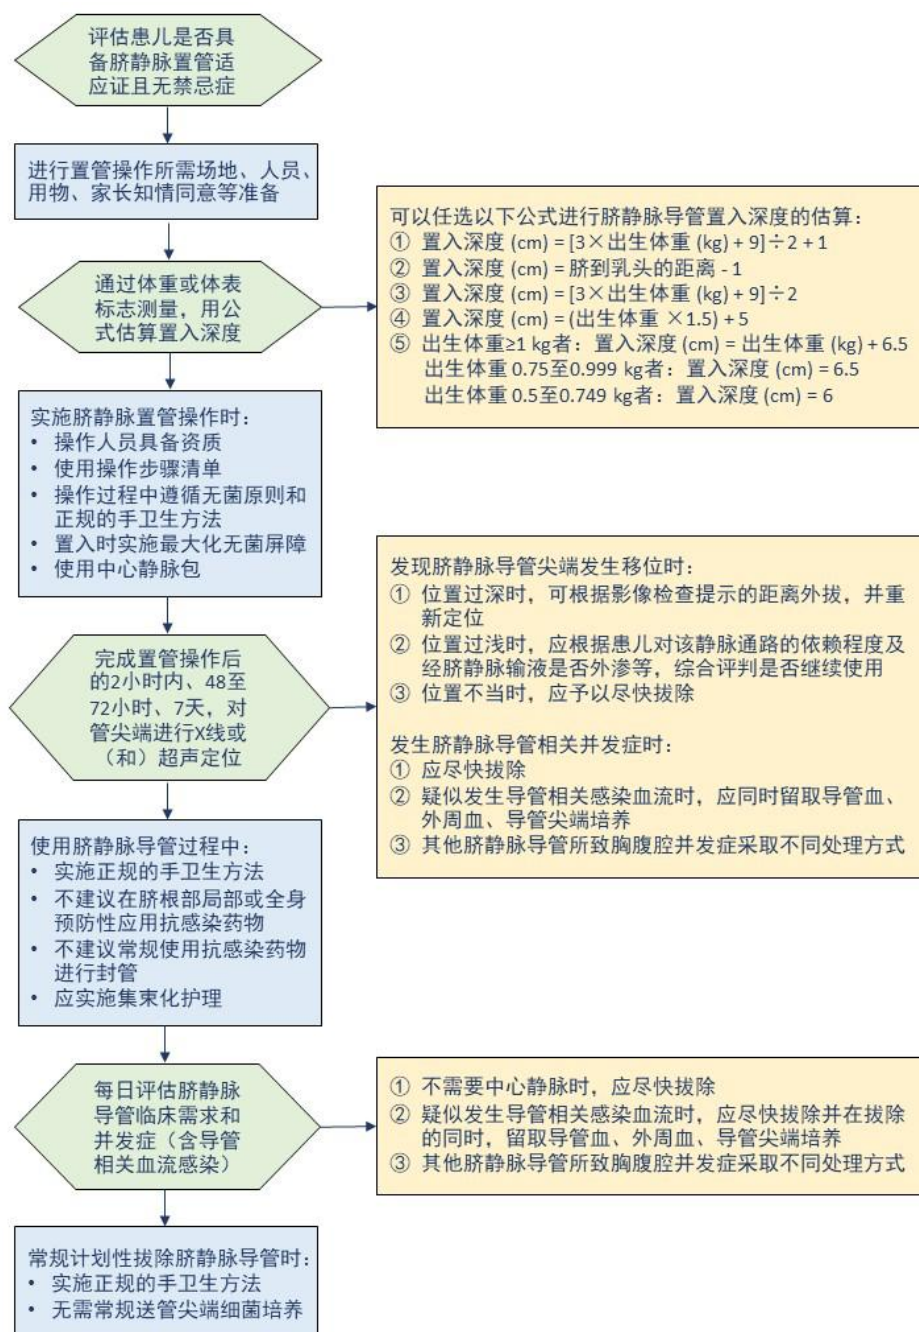 评估患儿是否具
备脐静脉置管适
应证且无禁忌症
进行置管操作所需场地、人员、
用物、家长知情同意等准备
通过体重或体表
标志测量，用公
式估算置入深度
可以任选以下公式进行脐静脉导管置入深度的估算：
① 置入深度 (cm) = [3×出生体重 (kg) + 9]÷2 + 1
② 置入深度 (cm) = 脐到乳头的距离 - 1
③ 置入深度 (cm) = [3×出生体重 (kg) + 9]÷2
④ 置入深度 (cm) = (出生体重 ×1.5) + 5
⑤ 出生体重≥1 kg者：置入深度 (cm) = 出生体重 (kg) + 6.5
出生体重 0.75至0.999 kg者：置入深度 (cm) = 6.5
出生体重 0.5至0.749 kg者：置入深度 (cm) = 6
实施脐静脉置管操作时：
• 操作人员具备资质
• 使用操作步骤清单
• 操作过程中遵循无菌原则和
正规的手卫生方法
• 置入时实施最大化无菌屏障
• 使用中心静脉包
完成置管操作后
的2小时内、48至
72小时、7天，对
管尖端进行X线或
（和）超声定位
发现脐静脉导管尖端发生移位时：
① 位置过深时，可根据影像检查提示的距离外拔，并重
新定位
② 位置过浅时，应根据患儿对该静脉通路的依赖程度及
经脐静脉输液是否外渗等，综合评判是否继续使用
③ 位置不当时，应予以尽快拔除
发生脐静脉导管相关并发症时：
① 应尽快拔除
② 疑似发生导管相关感染血流时，应同时留取导管血、
外周血、导管尖端培养
③ 其他脐静脉导管所致胸腹腔并发症采取不同处理方式
使用脐静脉导管过程中：
• 实施正规的手卫生方法
• 不建议在脐根部局部或全身
预防性应用抗感染药物
• 不建议常规使用抗感染药物
进行封管
• 应实施集束化护理
每日评估脐静脉
导管临床需求和
并发症（含导管
相关血流感染）
① 不需要中心静脉时，应尽快拔除
② 疑似发生导管相关感染血流时，应尽快拔除并在拔除
的同时，留取导管血、外周血、导管尖端培养
③ 其他脐静脉导管所致胸腹腔并发症采取不同处理方式
常规计划性拔除脐静脉导管时：
• 实施正规的手卫生方法
• 无需常规送管尖端细菌培养